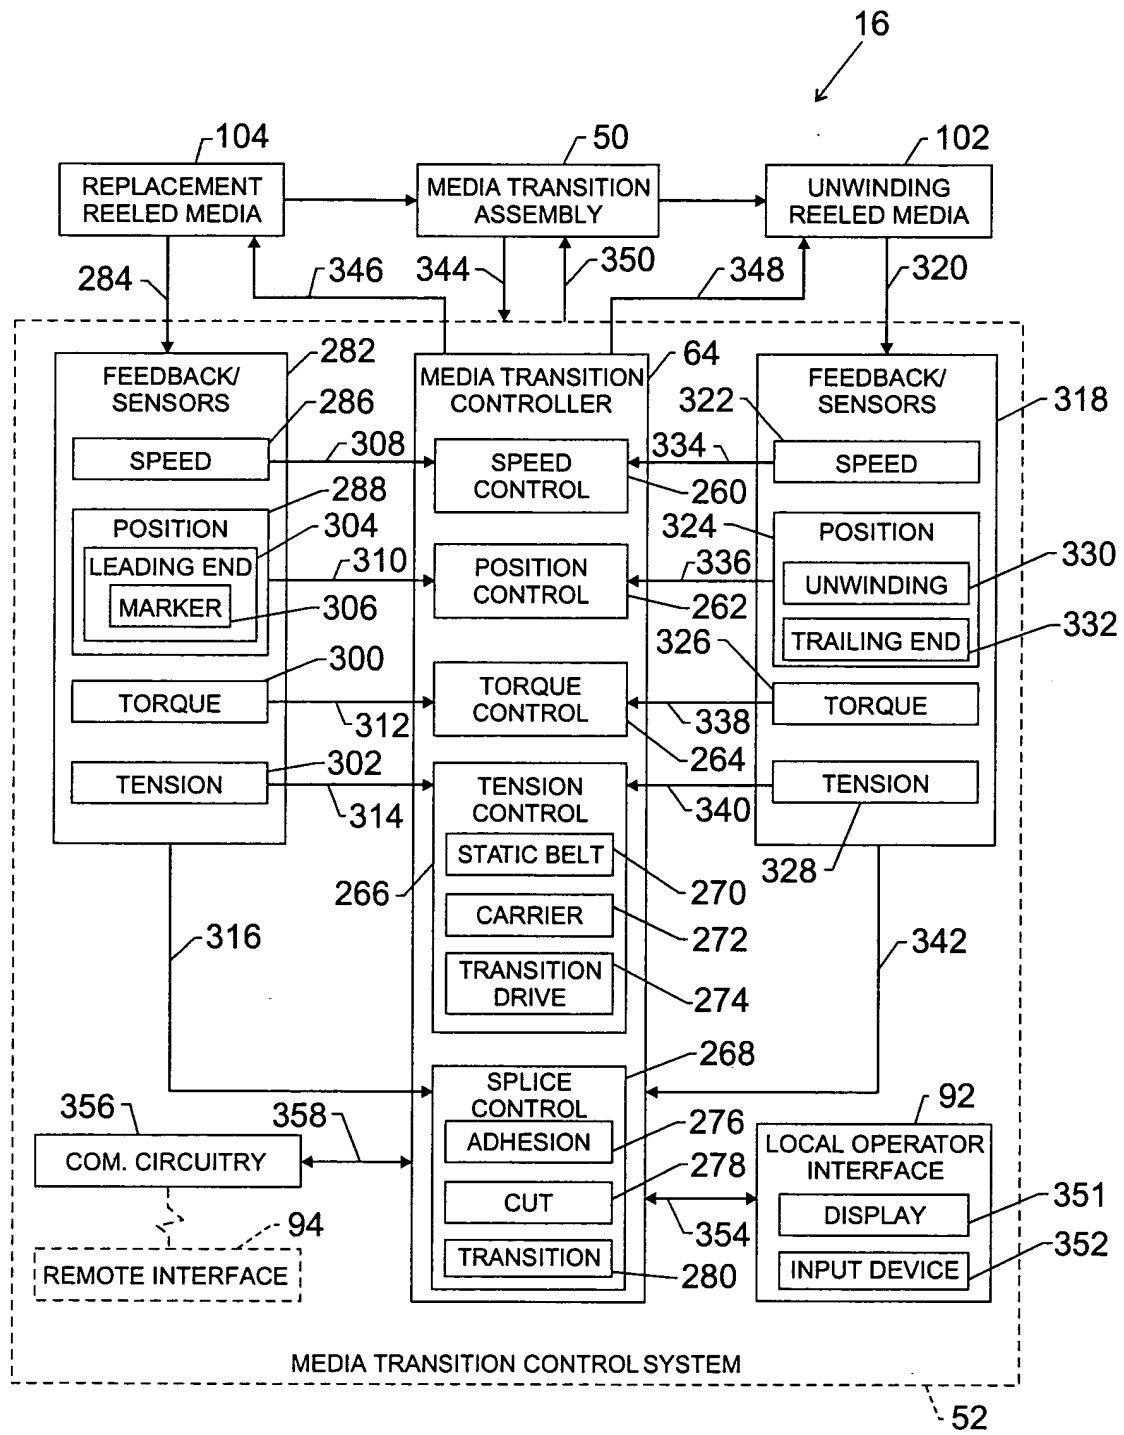 16
104
50
102
REPLACEMENT
REELED MEDIA
MEDIA TRANSITION
ASSEMBLY
UNWINDING
REELED MEDIA
284
346
344
350
348
320
282
64
318
FEEDBACK/
SENSORS
MEDIA TRANSITION
CONTROLLER
FEEDBACK/
SENSORS
286
308
322
334
SPEED
SPEED
CONTROL
260
SPEED
288
POSITION
304
LEADING END
MARKER
306
310
POSITION
CONTROL
262
324
336
POSITION
UNWINDING
330
TRAILING END
332
300
TORQUE
312
TORQUE
CONTROL
264
326
338
TORQUE
302
TENSION
314
TENSION
CONTROL
340
TENSION
328
266
STATIC BELT
270
CARRIER
272
TRANSITION
DRIVE
274
316
342
268
SPLICE
CONTROL
ADHESION
276
CUT
278
TRANSITION
280
356
358
COM. CIRCUITRY
94
REMOTE INTERFACE
354
92
LOCAL OPERATOR
INTERFACE
DISPLAY
351
INPUT DEVICE
352
MEDIA TRANSITION CONTROL SYSTEM
52